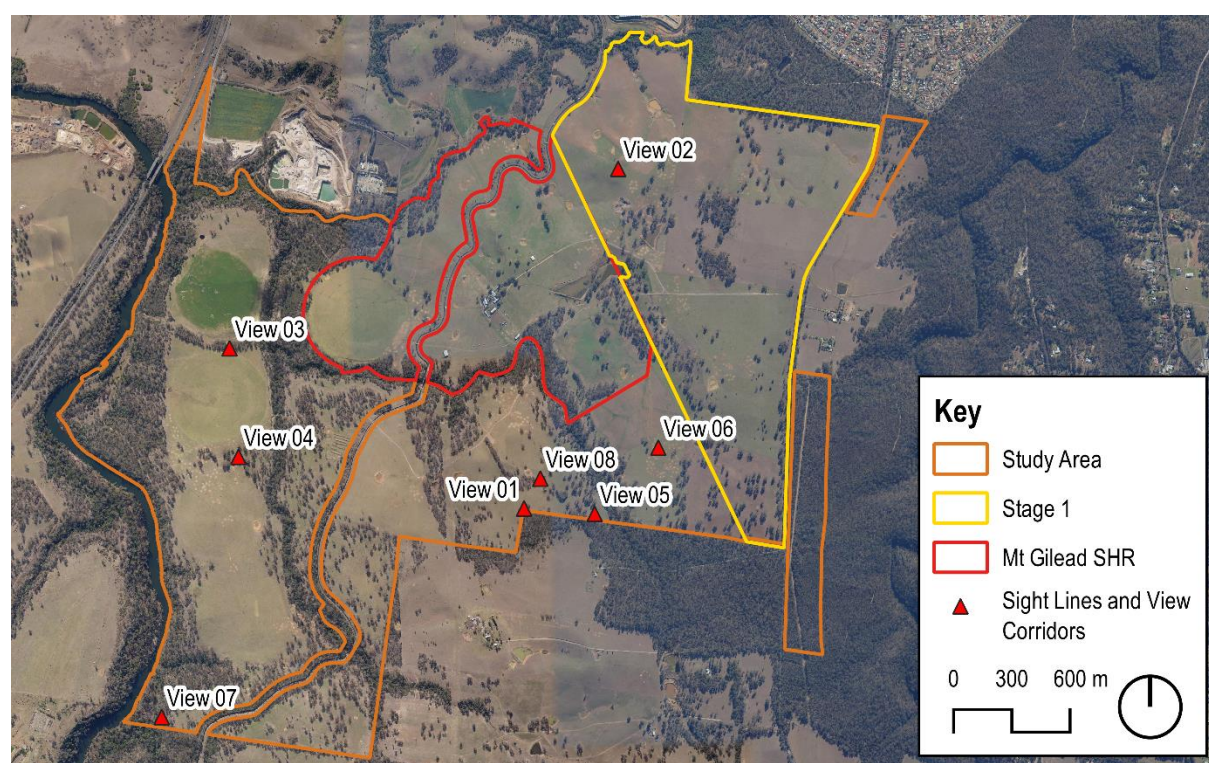 View 02
View 03
View 04
View 06
View 08
View 01
View 05
View 07
Key
Study Area
Stage 1
Mt Gilead SHR
Sight Lines and View
Corridors
0 300 600 m